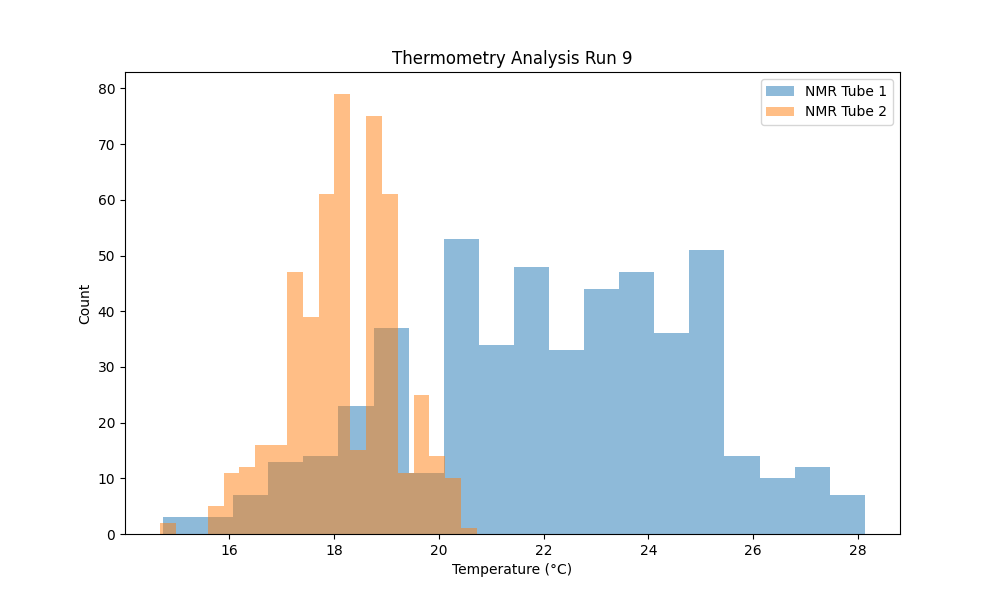 Thermometry Analysis Run 9
NMR Tube 1
NMR Tube 2
80
70
60
50
40
30
20
10
0
Count
16 18 20 22 24 26 28
Temperature (°C)